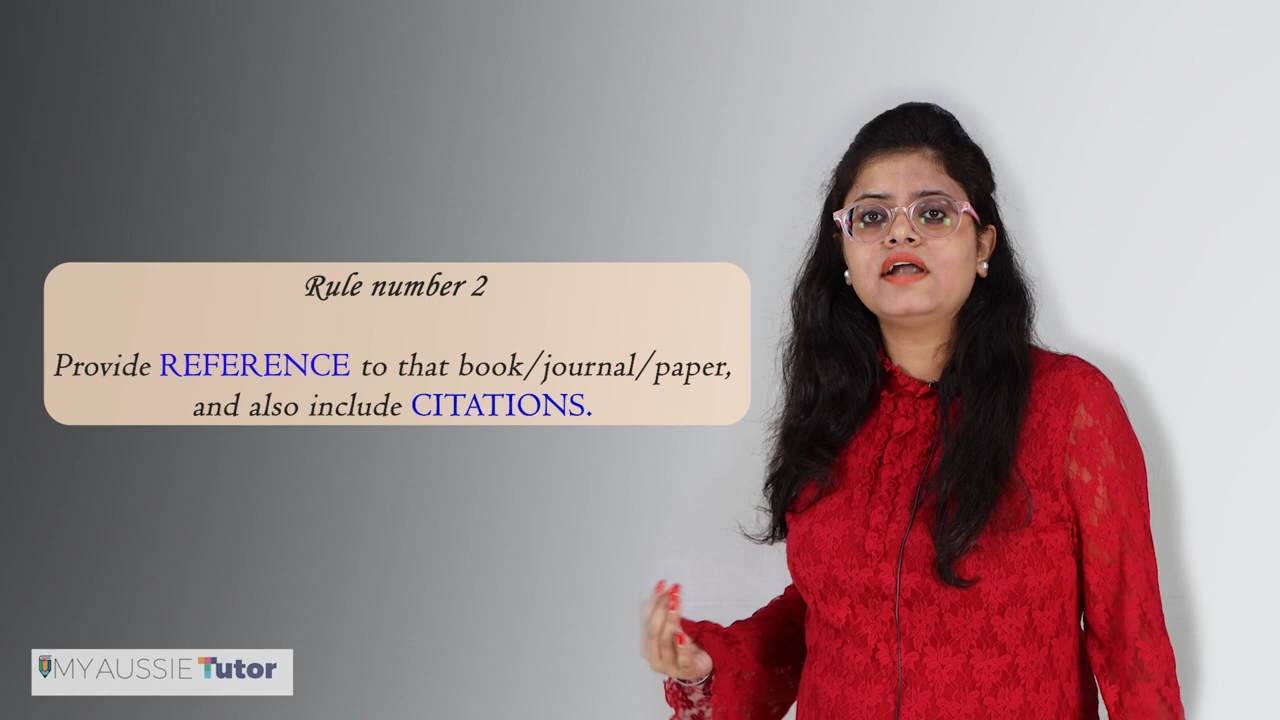 Rule number 2
Provide REFERENCE to that book/journal/paper,
and also include CITATIONS.
MYAUSSIE Tutor